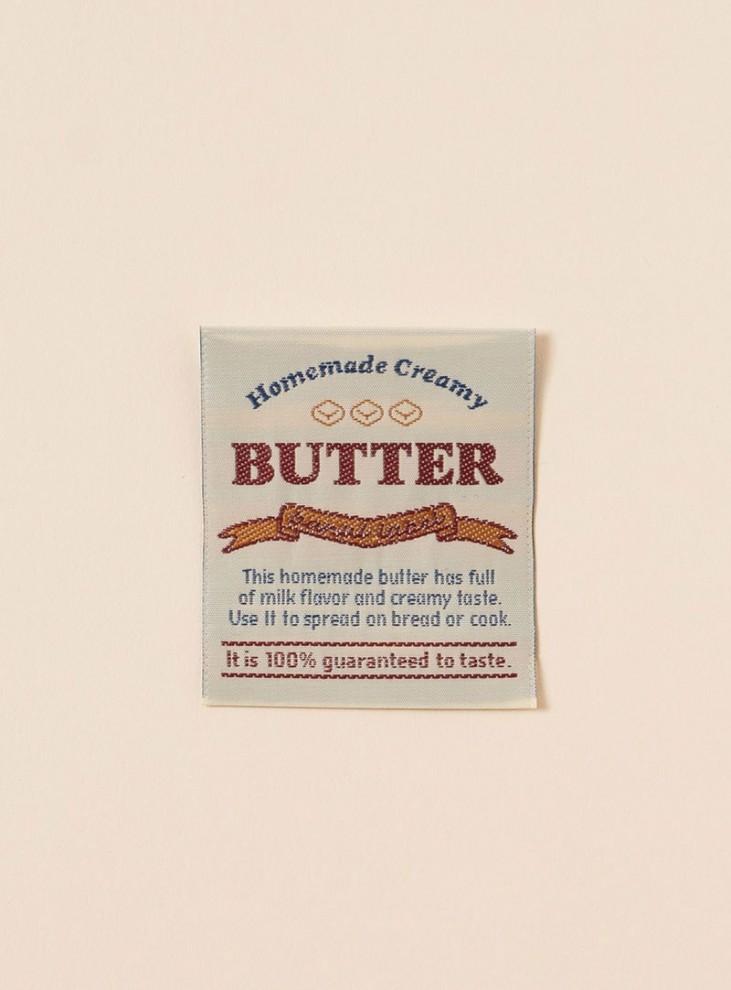 Homemade Creamy
BUTTER
This homemade butter has full
of milk flavor and creamy taste.
Use It to spread on bread or cook.
It is 100% guaranteed to taste.